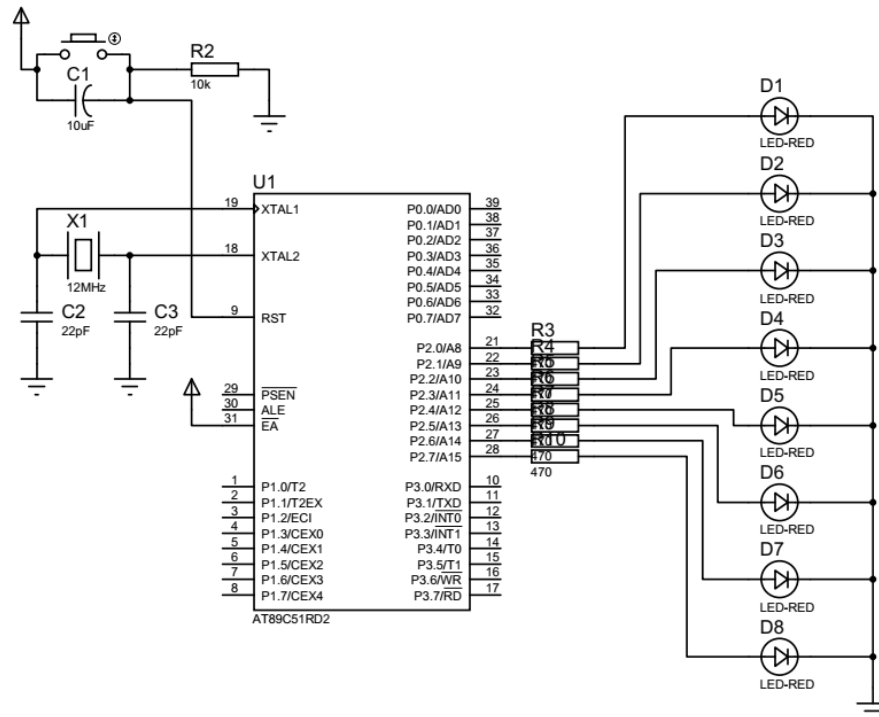 R2
C1
10k
10uF
D1
LED-RED
U1
D2
LED-RED
19 XTAL1
P0.0/AD0 39
P0.1/AD1 38
X1
P0.2/AD2 37
D3
18 XTAL2
P0.3/AD3 36
P0.4/AD4 35
12MHz
P0.5/AD5 34
LED-RED
C2
C3
P0.6/AD6 33
9 RST
P0.7/AD7 32
D4
22pF
22pF
R3
P2.0/A8 21
R4
P2.1/A9 22
R5
LED-RED
P2.2/A10 23
R6
29 PSEN
P2.3/A11 24
R7
D5
30 ALE
P2.4/A12 25
R8
31 EA
P2.5/A13 26
R9
P2.6/A14 27
R10
LED-RED
P2.7/A15 28
470
470
D6
1 P1.0/T2
P3.0/RXD 10
2 P1.1/T2EX
P3.1/TXD 11
3 P1.2/ECI
P3.2/INT0 12
LED-RED
4 P1.3/CEX0
P3.3/INT1 13
5 P1.4/CEX1
P3.4/T0 14
D7
6 P1.5/CEX2
P3.5/T1 15
7 P1.6/CEX3
P3.6/WR 16
8 P1.7/CEX4
P3.7/RD 17
LED-RED
AT89C51RD2
D8
LED-RED